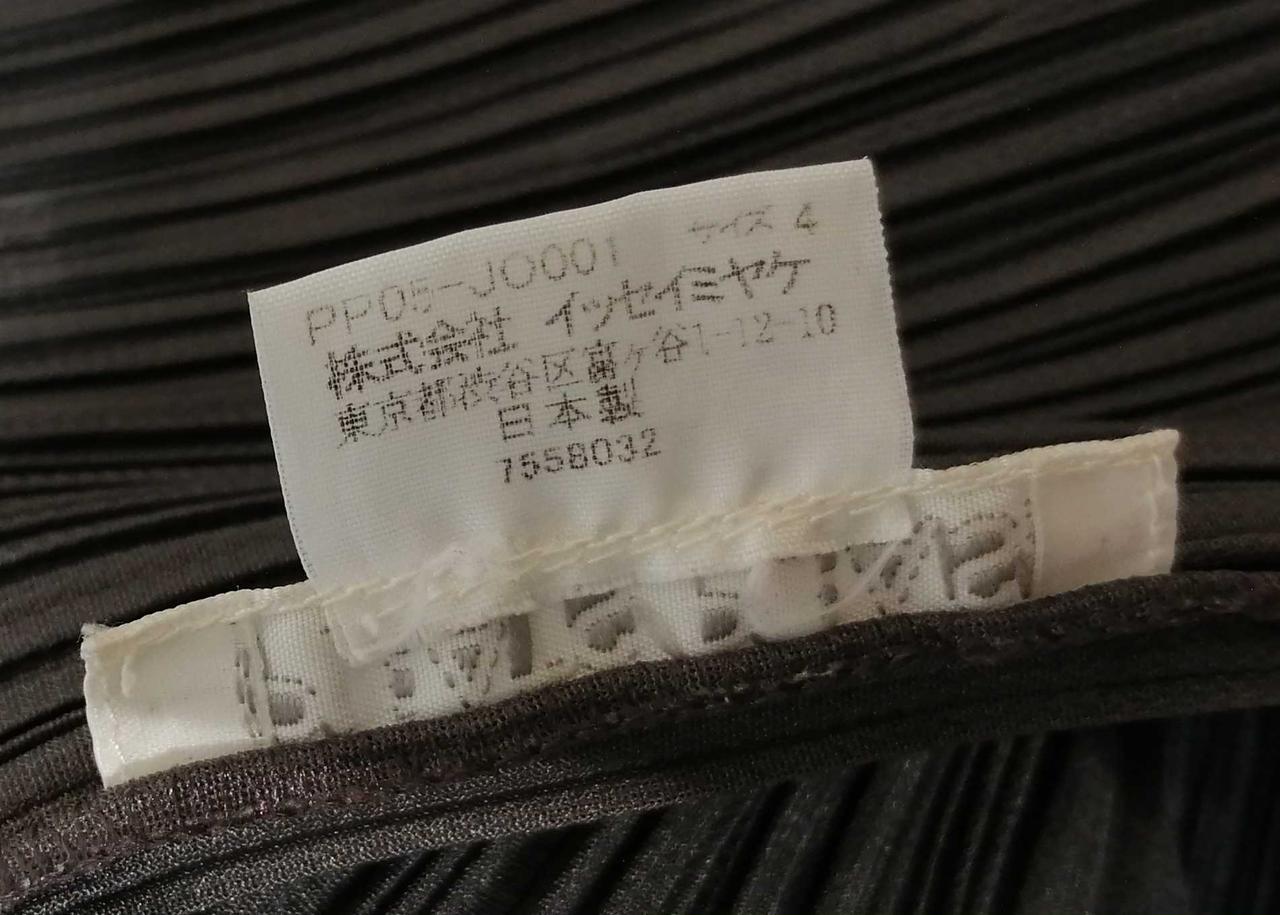 PP05-JO001 サイズ 4
株式会社 イッセイミヤケ
東京都渋谷区富ヶ谷1-12-10
日本製
7558032